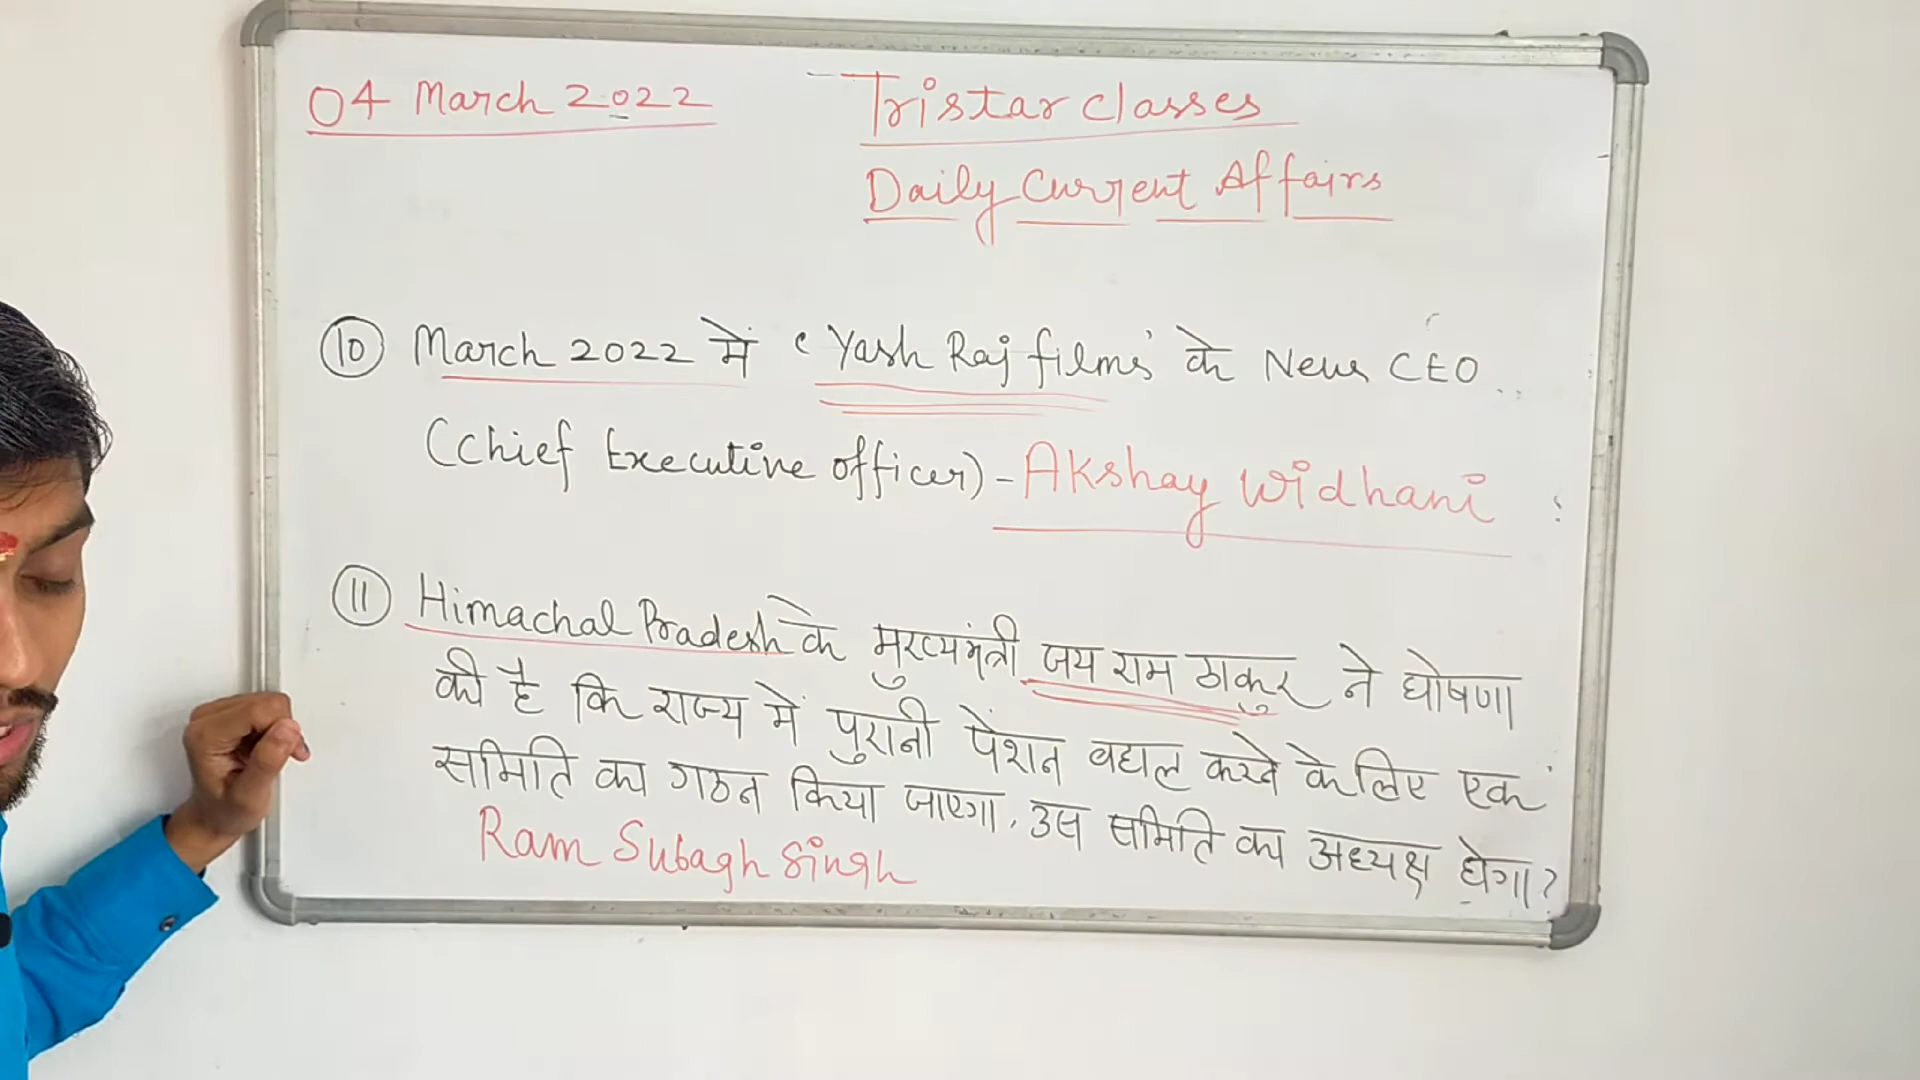 04 March 2022
Tristar classes
Daily Current Affairs
10 March 2022 में 'Yash Raj films' के New CEO
(Chief Executive officer) - Akshay Widhani
11 Himachal Pradesh के मुख्यमंत्री जय राम ठाकुर ने घोषणा
की है कि राज्य में पुरानी पेंशन बहाल करने के लिए एक
समिति का गठन किया जाएगा, उस समिति का अध्यक्ष होगा?
Ram Subagh Singh